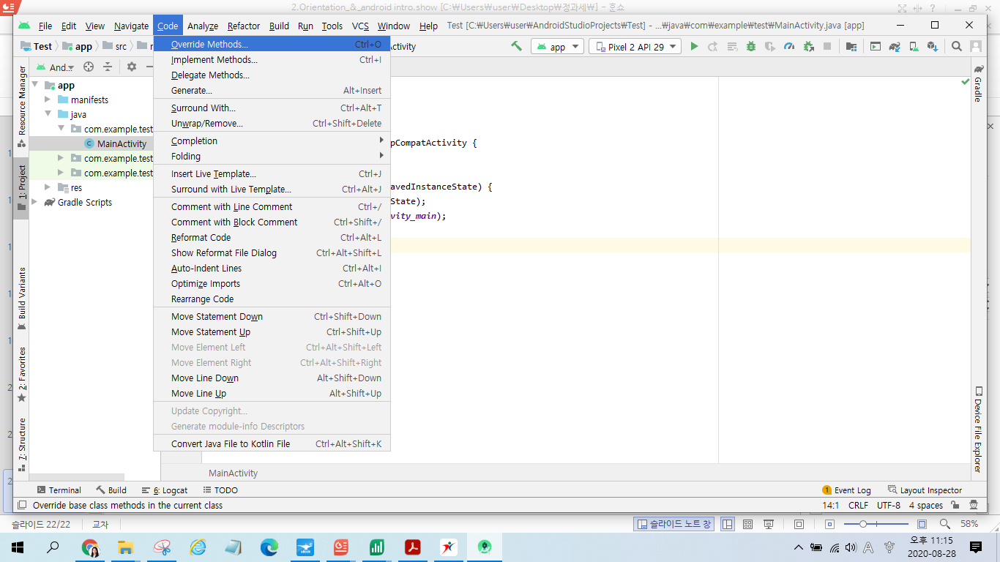 2.Orientation_&_android intro.show [C:₩Users₩user₩Desktop₩정과세₩] – 한쇼
File Edit View Navigate Code Analyze Refactor Build Run Tools VCS Window Help Test [C:₩Users₩user₩AndroidStudioProjects₩Test] - ...₩java₩com₩example₩test₩MainActivity.java [app]
Test app src ctivity app Pixel 2 API 29
And..
Resource Manager
1: Project
Build Variants
2: Favorites
7: Structure
app
manifests
java
com.example.test
MainActivity
com.example.test
com.example.test
res
Gradle Scripts
Override Methods... Ctrl+O
Implement Methods... Ctrl+I
Delegate Methods...
Generate... Alt+Insert
Surround With... Ctrl+Alt+T
Unwrap/Remove... Ctrl+Shift+Delete
Completion
Folding
Insert Live Template... Ctrl+J
Surround with Live Template... Ctrl+Alt+J
Comment with Line Comment Ctrl+/
Comment with Block Comment Ctrl+Shift+/
Reformat Code Ctrl+Alt+L
Show Reformat File Dialog Ctrl+Alt+Shift+L
Auto-Indent Lines Ctrl+Alt+I
Optimize Imports Ctrl+Alt+O
Rearrange Code
Move Statement Down Ctrl+Shift+Down
Move Statement Up Ctrl+Shift+Up
Move Element Left Ctrl+Alt+Shift+Left
Move Element Right Ctrl+Alt+Shift+Right
Move Line Down Alt+Shift+Down
Move Line Up Alt+Shift+Up
Update Copyright...
Generate module-info Descriptors
Convert Java File to Kotlin File Ctrl+Alt+Shift+K
pCompatActivity {
avedInstanceState) {
State);
vity_main);
Gradle
Device File Explorer
MainActivity
Terminal Build 6: Logcat TODO 1 Event Log Layout Inspector
Override base class methods in the current class 14:1 CRLF UTF-8 4 spaces
슬라이드 22/22 교자 슬라이드 노트 창 58%
A 오후 11:15
2020-08-28